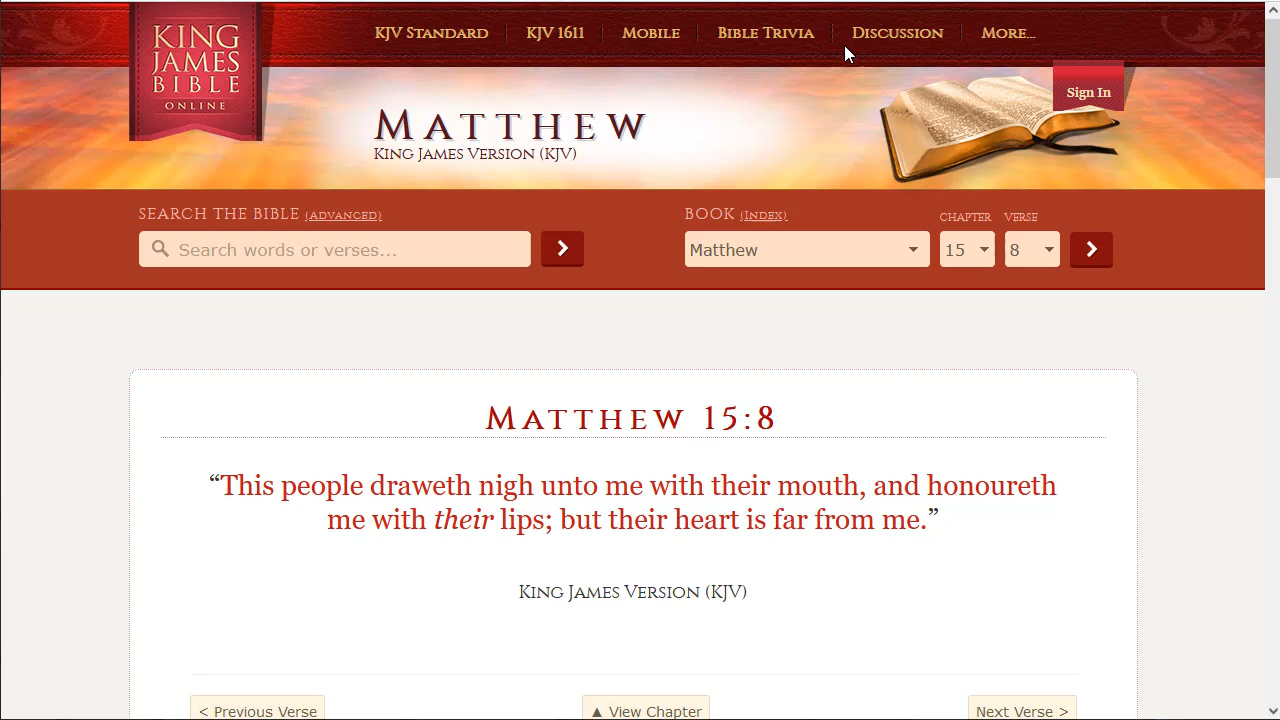 KING
JAMES
BIBLE
ONLINE
KJV Standard
KJV 1611
Mobile
Bible Trivia
Discussion
More...
Sign In
Matthew
King James Version (KJV)
SEARCH THE BIBLE (Advanced)
Search words or verses...
BOOK (Index)
CHAPTER
VERSE
Matthew
15
8
Matthew 15:8
“This people draweth nigh unto me with their mouth, and honoureth
me with their lips; but their heart is far from me.”
King James Version (KJV)
< Previous Verse
▲ View Chapter
Next Verse >